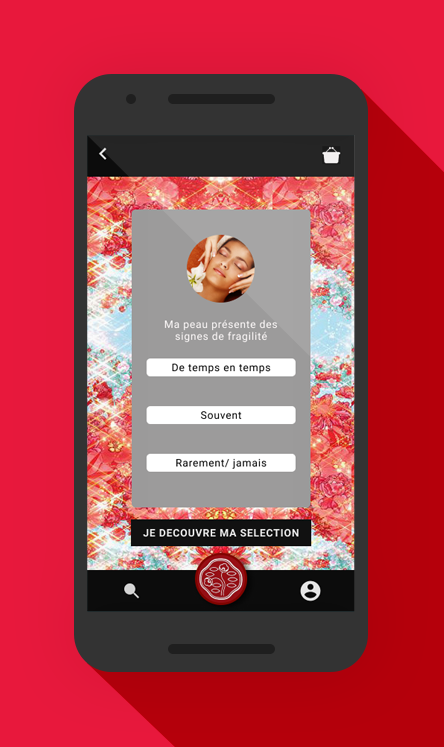 Ma peau présente des
signes de fragilité
De temps en temps
Souvent
Rarement/ jamais
JE DECOUVRE MA SELECTION